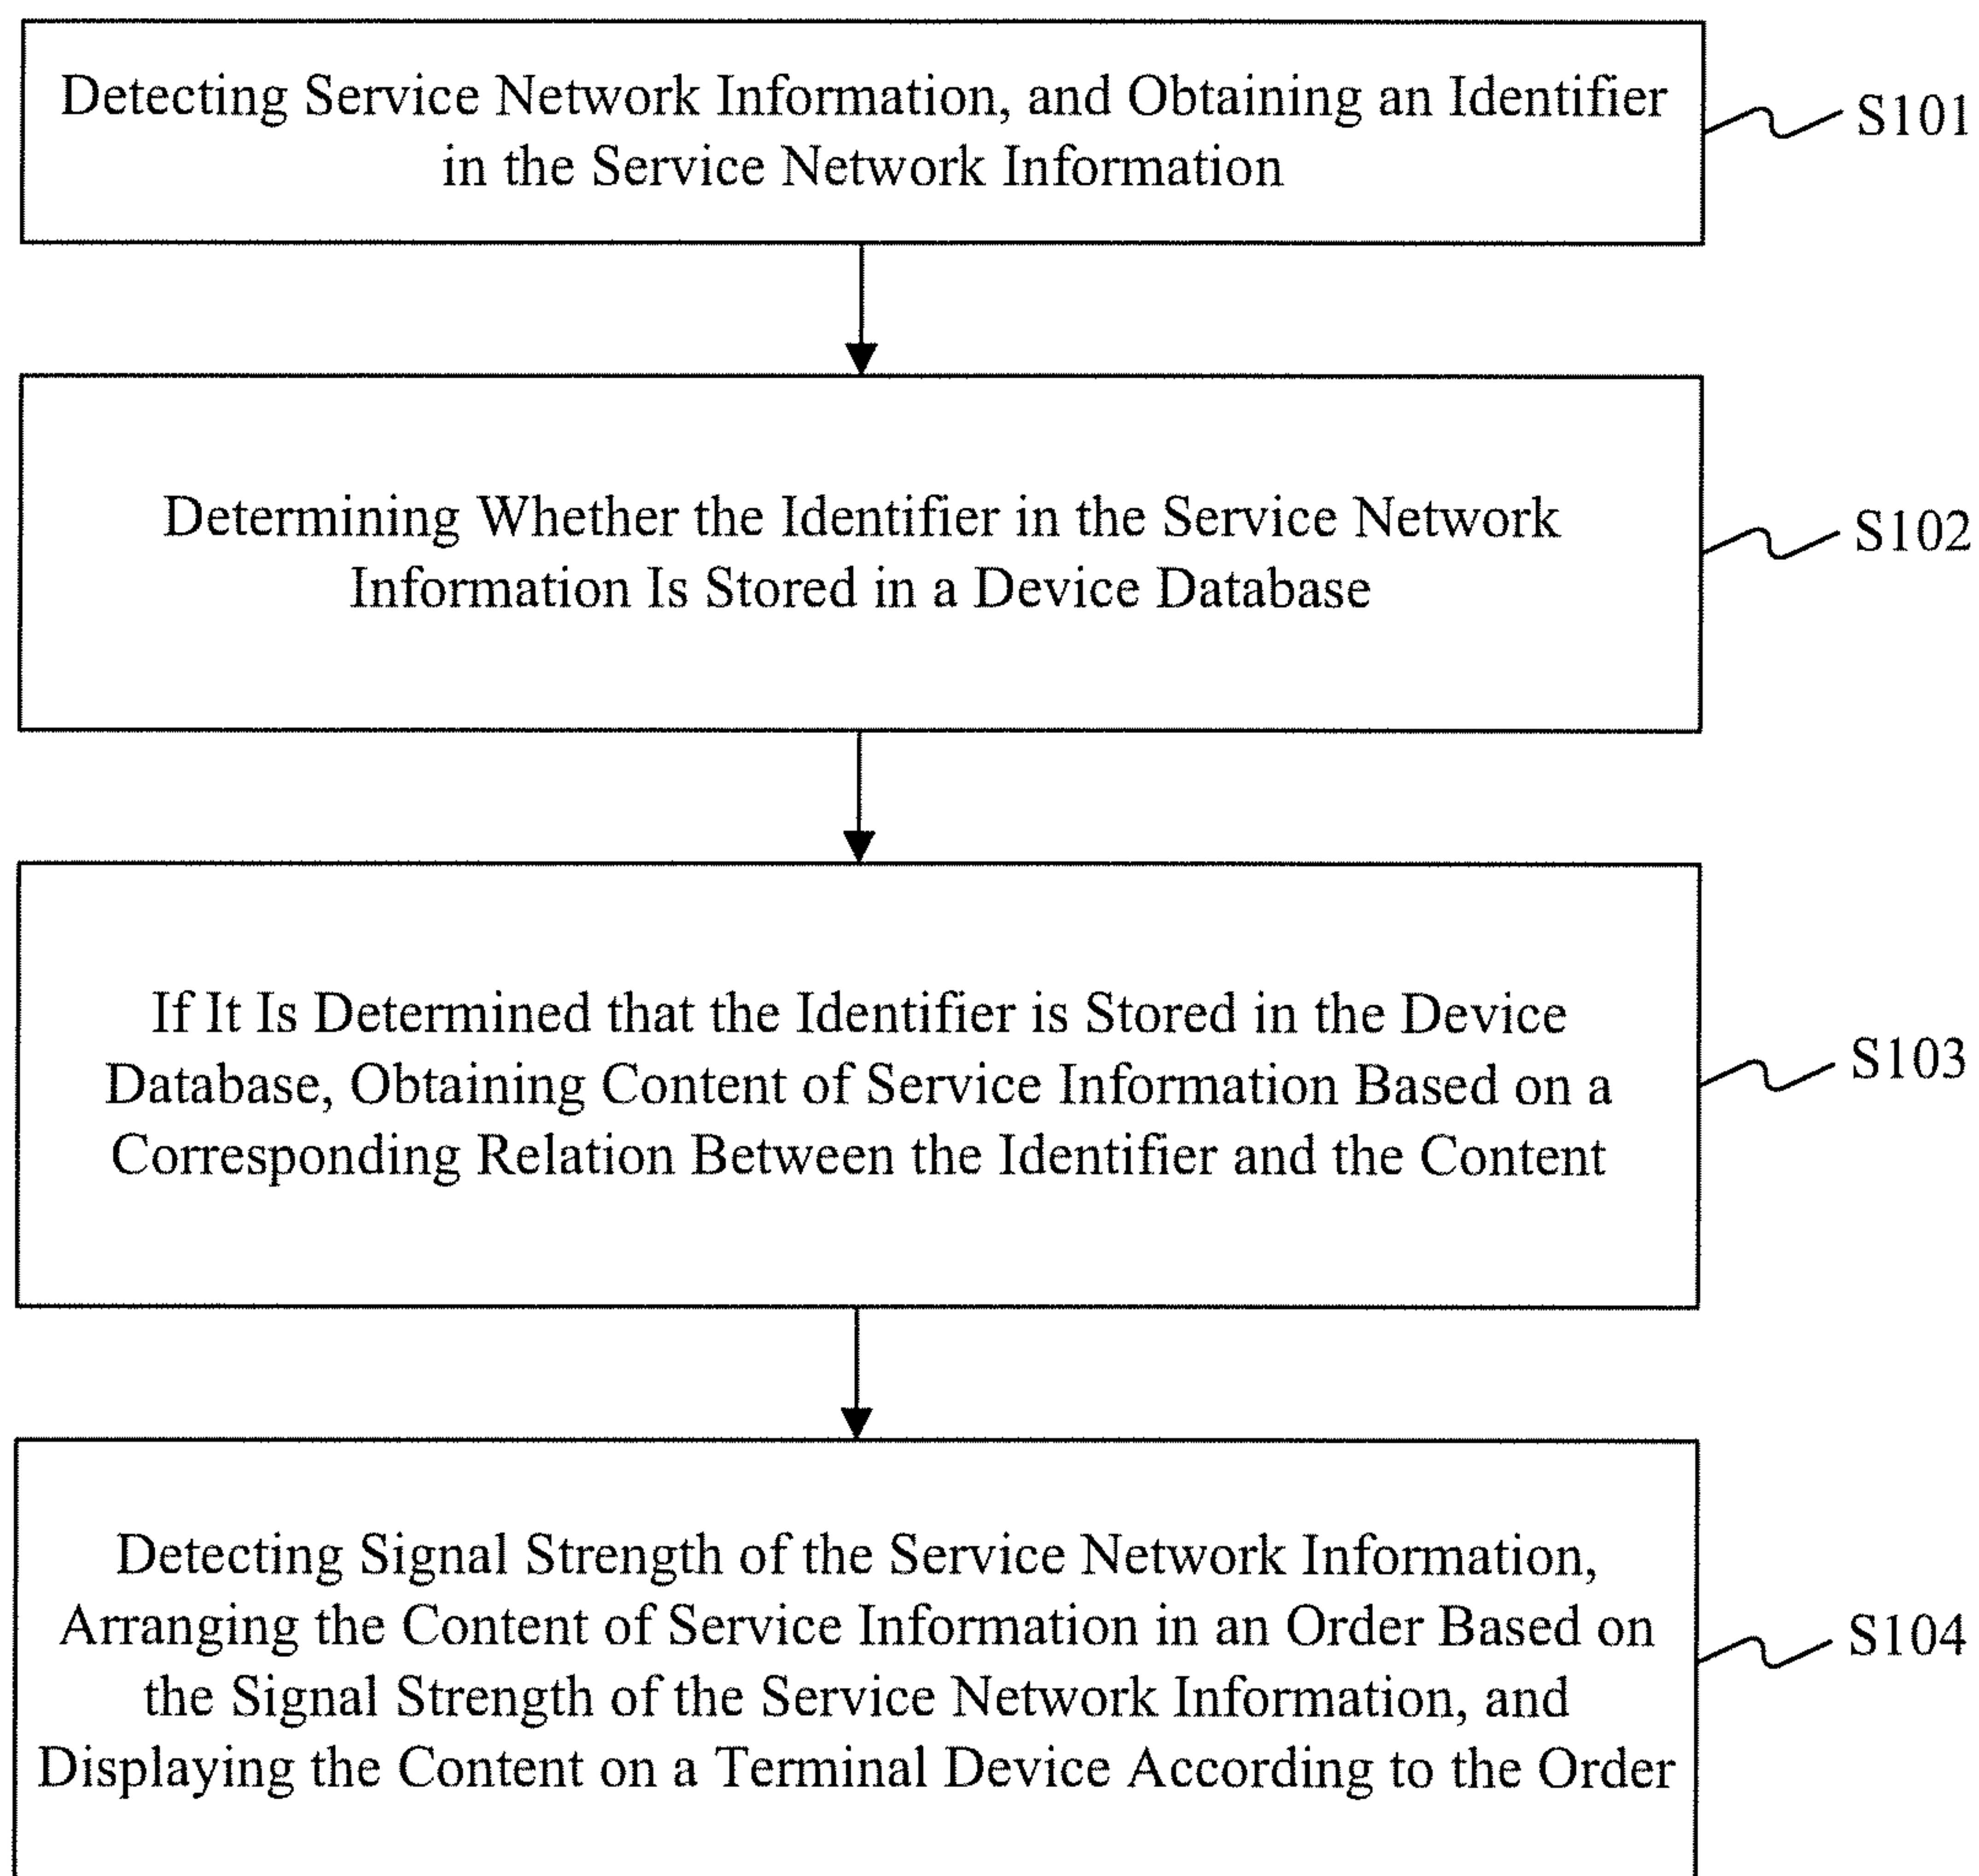 Detecting Service Network Information, and Obtaining an Identifier
in the Service Network Information
S101
Determining Whether the Identifier in the Service Network
Information Is Stored in a Device Database
S102
If It Is Determined that the Identifier is Stored in the Device
Database, Obtaining Content of Service Information Based on a
Corresponding Relation Between the Identifier and the Content
S103
Detecting Signal Strength of the Service Network Information,
Arranging the Content of Service Information in an Order Based on
the Signal Strength of the Service Network Information, and
Displaying the Content on a Terminal Device According to the Order
S104